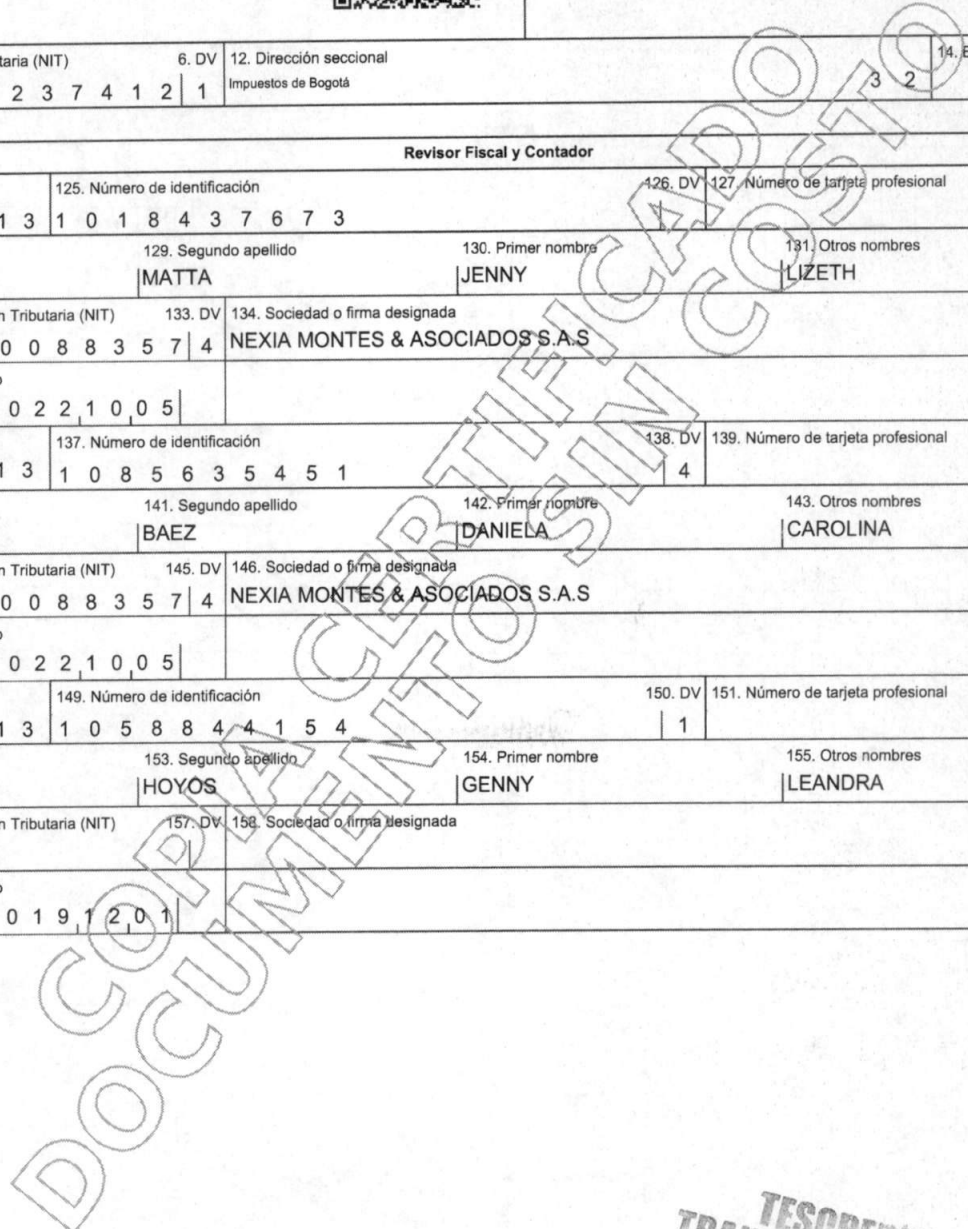 taria (NIT) 6. DV 12. Dirección seccional 14. E
2 3 7 4 1 2 1 Impuestos de Bogotá 3 2
Revisor Fiscal y Contador
125. Número de identificación 126. DV 127. Número de tarjeta profesional
1 3 1 0 1 8 4 3 7 6 7 3
129. Segundo apellido 130. Primer nombre 131. Otros nombres
MATTA JENNY LIZETH
n Tributaria (NIT) 133. DV 134. Sociedad o firma designada
0 0 8 8 3 5 7 4 NEXIA MONTES & ASOCIADOS S.A.S
0 2 2 1 0 0 5
137. Número de identificación 138. DV 139. Número de tarjeta profesional
1 3 1 0 8 5 6 3 5 4 5 1 4
141. Segundo apellido 142. Primer nombre 143. Otros nombres
BAEZ DANIELA CAROLINA
n Tributaria (NIT) 145. DV 146. Sociedad o firma designada
0 0 8 8 3 5 7 4 NEXIA MONTES & ASOCIADOS S.A.S
0 2 2 1 0 0 5
149. Número de identificación 150. DV 151. Número de tarjeta profesional
1 3 1 0 5 8 8 4 4 1 5 4 1
153. Segundo apellido 154. Primer nombre 155. Otros nombres
HOYOS GENNY LEANDRA
n Tributaria (NIT) 157. DV 158. Sociedad o firma designada
0 1 9 1 2 0 1
COPIA CERTIFICADO
DOCUMENTO SIN COSTO